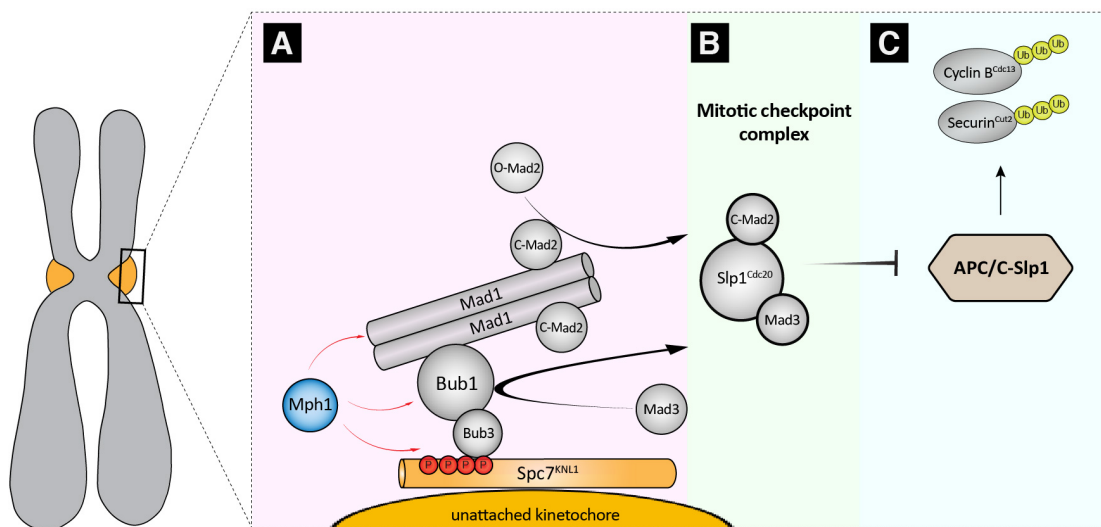 A
B
C
Mitotic checkpoint
complex
O-Mad2
C-Mad2
Mad1
Mad1
C-Mad2
Mph1
Bub1
Bub3
Mad3
P P P P
Spc7KNL1
unattached kinetochore
C-Mad2
Slp1Cdc20
Mad3
Cyclin BCdc13
Ub Ub Ub
SecurinCut2
Ub Ub Ub
APC/C-Slp1